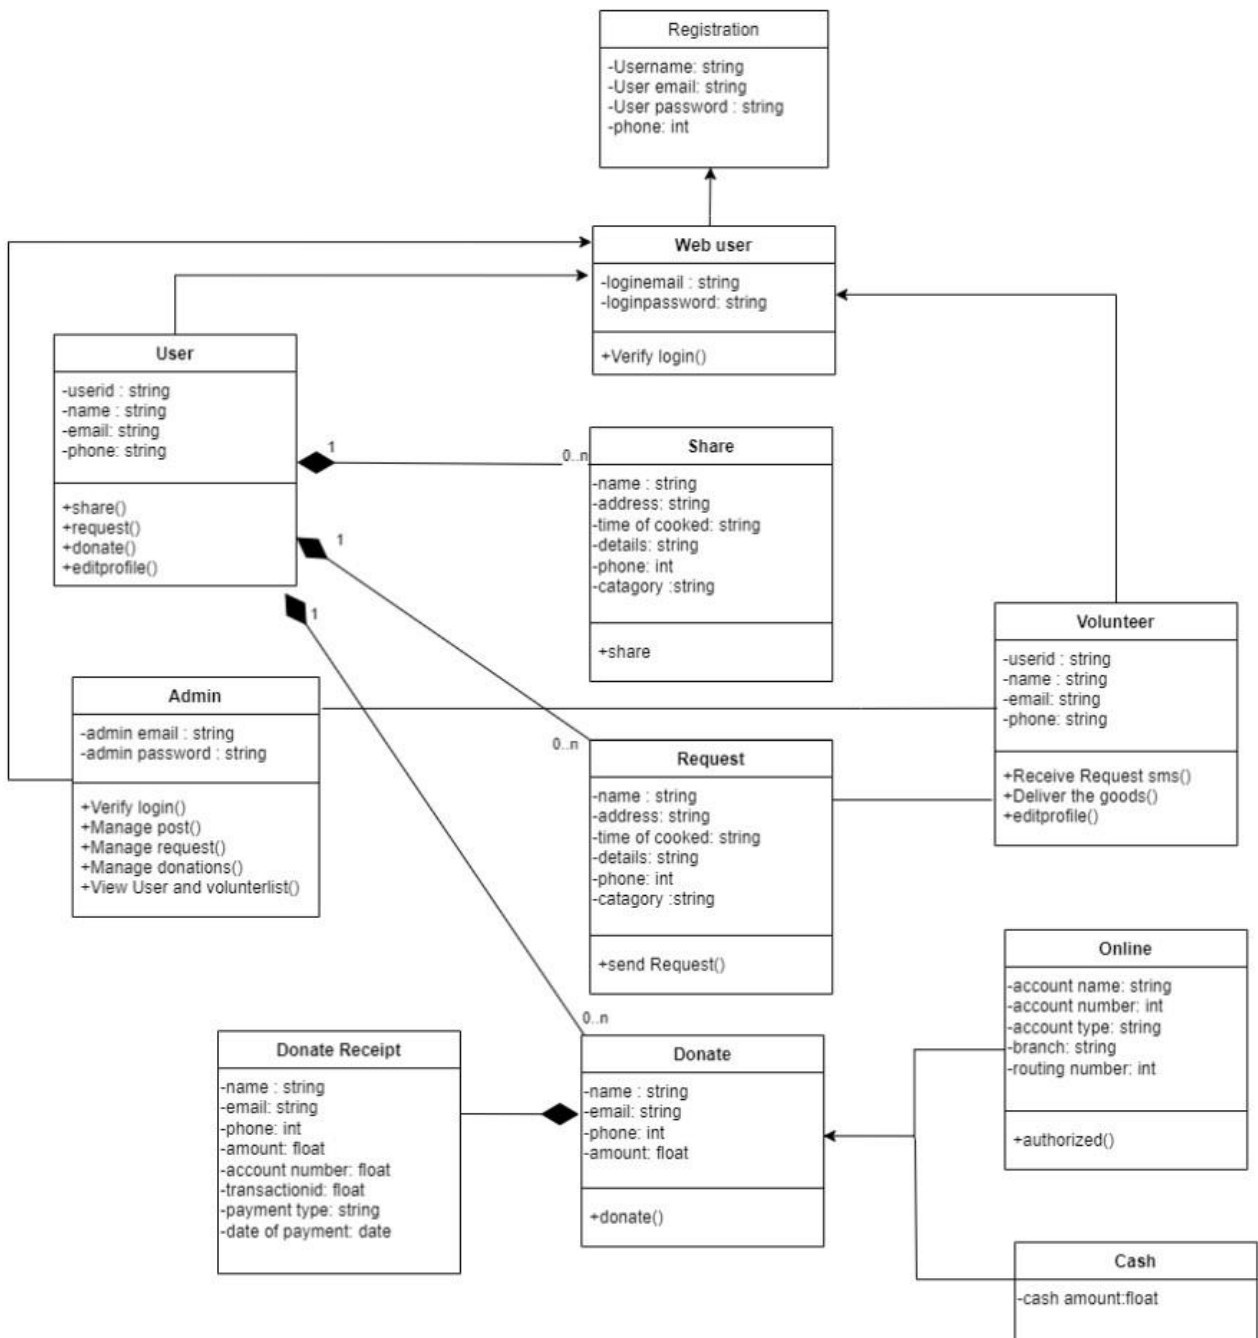 Registration
-Username: string
-User email: string
-User password : string
-phone: int
Web user
-loginemail : string
-loginpassword: string
+Verify login()
User
-userid : string
-name : string
-email: string
-phone: string
+share()
+request()
+donate()
+editprofile()
1
0..n
1
0..n
1
0..n
Share
-name : string
-address: string
-time of cooked: string
-details: string
-phone: int
-catagory :string
+share
Volunteer
-userid : string
-name : string
-email: string
-phone: string
+Receive Request sms()
+Deliver the goods()
+editprofile()
Admin
-admin email : string
-admin password : string
+Verify login()
+Manage post()
+Manage request()
+Manage donations()
+View User and volunterlist()
Request
-name : string
-address: string
-time of cooked: string
-details: string
-phone: int
-catagory :string
+send Request()
Online
-account name: string
-account number: int
-account type: string
-branch: string
-routing number: int
+authorized()
Donate Receipt
-name : string
-email: string
-phone: int
-amount: float
-account number: float
-transactionid: float
-payment type: string
-date of payment: date
Donate
-name : string
-email: string
-phone: int
-amount: float
+donate()
Cash
-cash amount:float